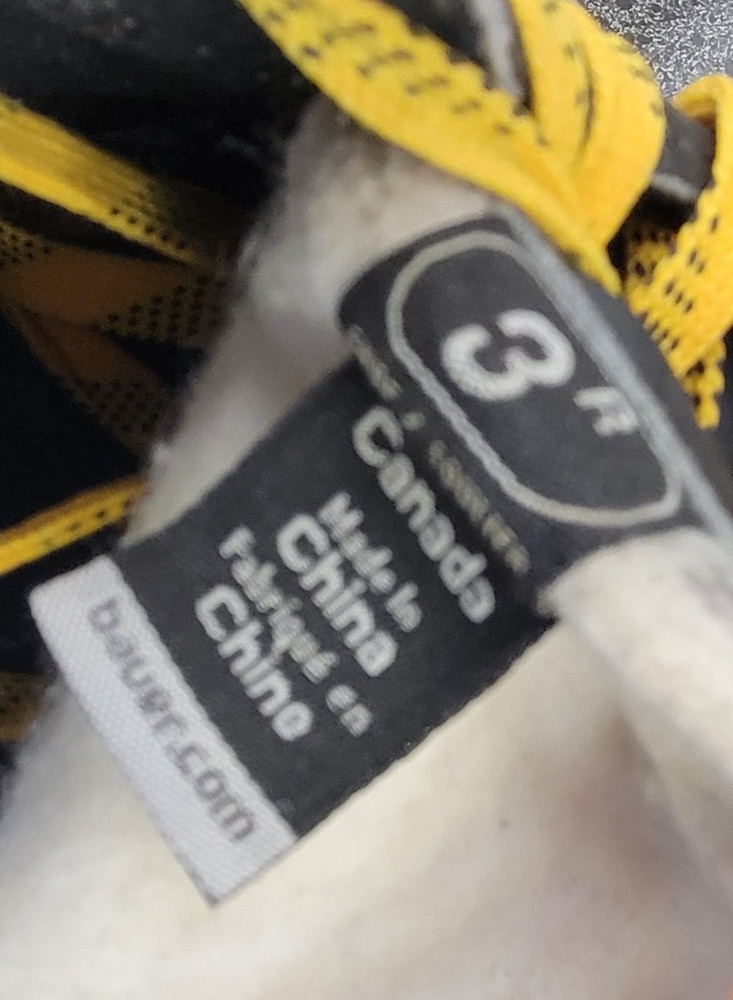 3 R
Canada
Made in
China
Fabriqué en
Chine
bauer.com